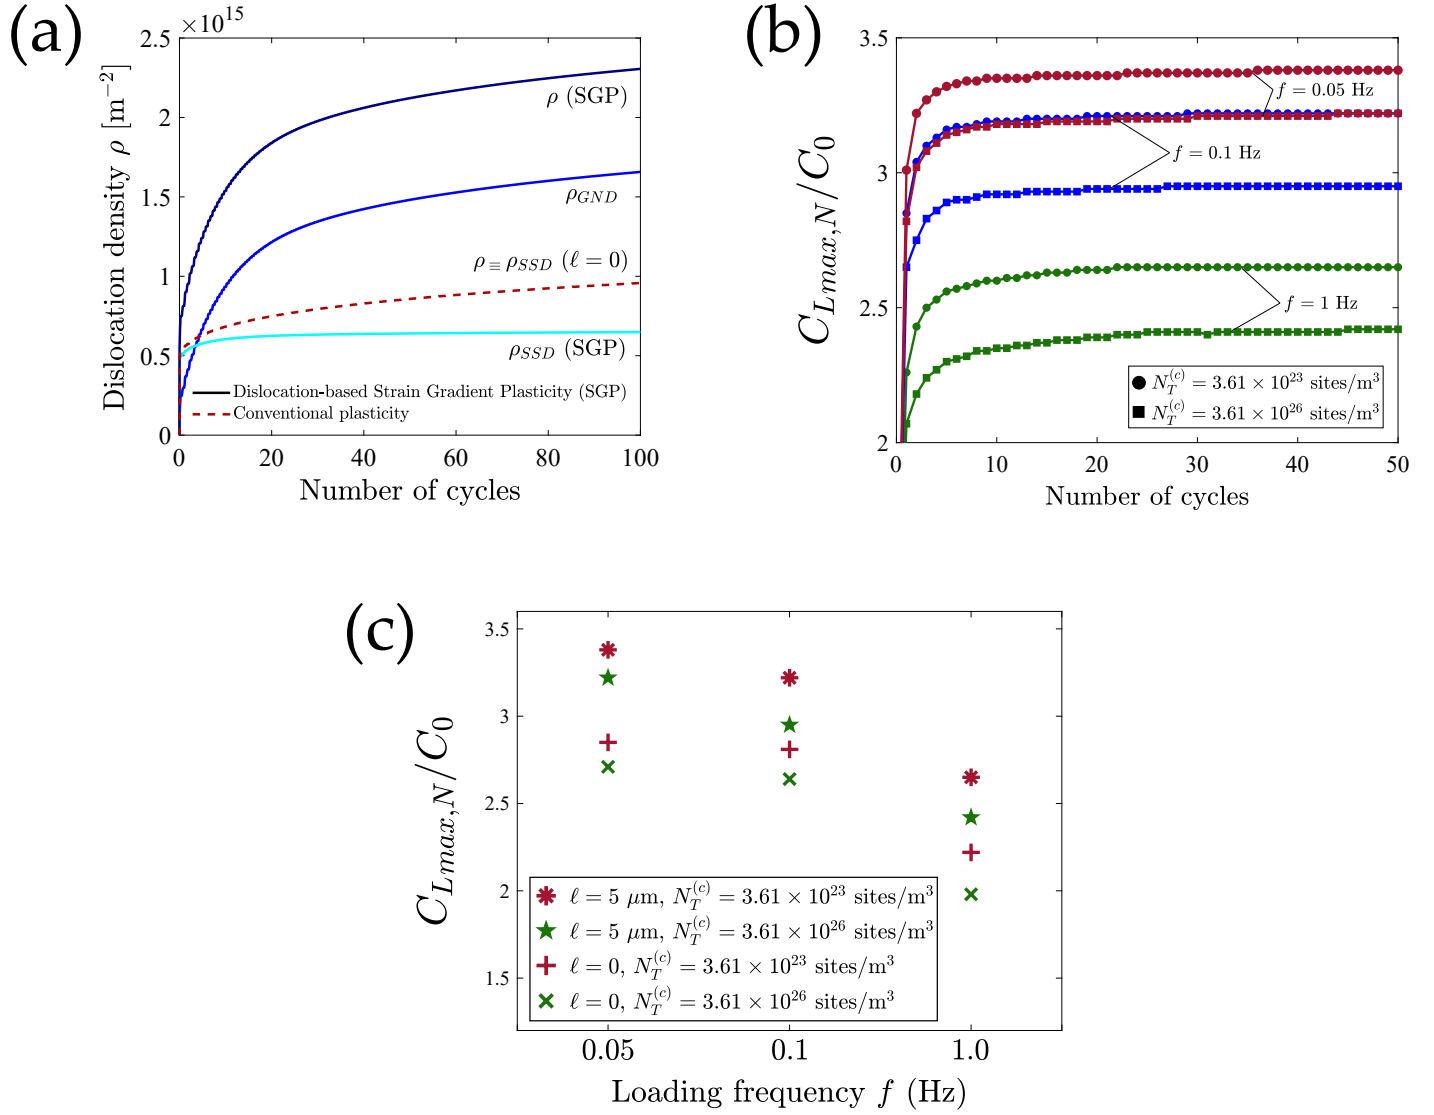 (a)
×10^15
2.5
2
1.5
1
0.5
0
Dislocation density ρ [m^−2]
ρ (SGP)
ρ_GND
ρ ≡ ρ_SSD (ℓ = 0)
ρ_SSD (SGP)
Dislocation-based Strain Gradient Plasticity (SGP)
Conventional plasticity
0 20 40 60 80 100
Number of cycles
(b)
3.5
3
2.5
2
C_Lmax,N/C_0
f = 0.05 Hz
f = 0.1 Hz
f = 1 Hz
N_T^(c) = 3.61 × 10^23 sites/m^3
N_T^(c) = 3.61 × 10^26 sites/m^3
0 10 20 30 40 50
Number of cycles
(c)
3.5
3
2.5
2
1.5
C_Lmax,N/C_0
ℓ = 5 μm, N_T^(c) = 3.61 × 10^23 sites/m^3
ℓ = 5 μm, N_T^(c) = 3.61 × 10^26 sites/m^3
ℓ = 0, N_T^(c) = 3.61 × 10^23 sites/m^3
ℓ = 0, N_T^(c) = 3.61 × 10^26 sites/m^3
0.05 0.1 1.0
Loading frequency f (Hz)